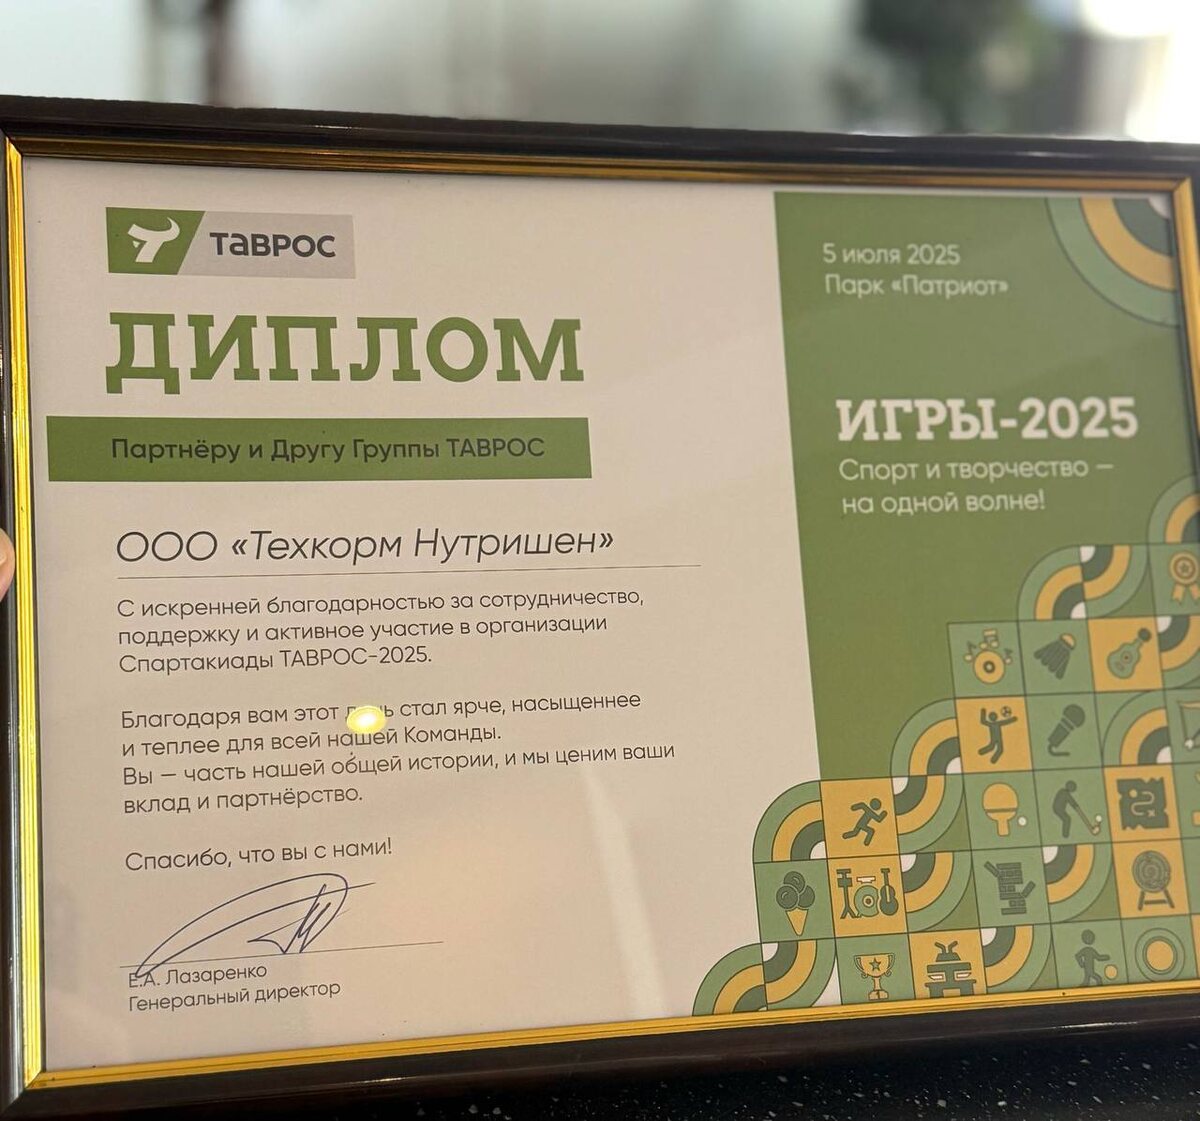 ТАВРОС
ДИПЛОМ
Партнёру и Другу Группы ТАВРОС
ООО «Техкорм Нутришен»
С искренней благодарностью за сотрудничество,
поддержку и активное участие в организации
Спартакиады ТАВРОС-2025.
Благодаря вам этот день стал ярче, насыщеннее
и теплее для всей нашей Команды.
Вы — часть нашей общей истории, и мы ценим ваши
вклад и партнёрство.
Спасибо, что вы с нами!
Е.А. Лазаренко
Генеральный директор
5 июля 2025
Парк «Патриот»
ИГРЫ-2025
Спорт и творчество —
на одной волне!